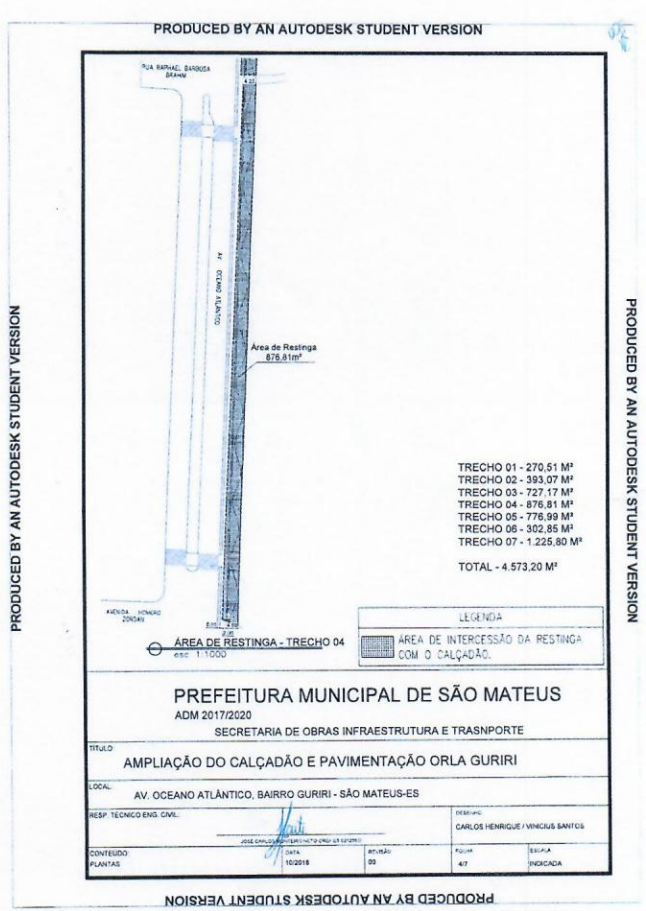 PRODUCED BY AN AUTODESK STUDENT VERSION
PRODUCED BY AN AUTODESK STUDENT VERSION
PRODUCED BY AN AUTODESK STUDENT VERSION
RUA RAPHAEL BARBOSA
BRAHIM
4.20
AV. OCEANO ATLÂNTICO
Área de Restinga
876,81m²
TRECHO 01 - 270,51 M²
TRECHO 02 - 393,07 M²
TRECHO 03 - 727,17 M²
TRECHO 04 - 876,81 M²
TRECHO 05 - 776,99 M²
TRECHO 06 - 302,85 M²
TRECHO 07 - 1.225,80 M²
TOTAL - 4.573,20 M²
AVENIDA HOMERO
ZORDAN
ÁREA DE RESTINGA - TRECHO 04
esc 1:1000
LEGENDA
ÁREA DE INTERCESSÃO DA RESTINGA
COM O CALÇADÃO.
PREFEITURA MUNICIPAL DE SÃO MATEUS
ADM 2017/2020
SECRETARIA DE OBRAS INFRAESTRUTURA E TRASNPORTE
TÍTULO:
AMPLIAÇÃO DO CALÇADÃO E PAVIMENTAÇÃO ORLA GURIRI
LOCAL:
AV. OCEANO ATLÂNTICO, BAIRRO GURIRI - SÃO MATEUS-ES
RESP. TÉCNICO ENG. CIVIL:
JOSÉ CARLOS
DESENHO:
CARLOS HENRIQUE / VINICIUS SANTOS
CONTEÚDO:
PLANTAS
DATA
10/2018
REVISÃO
00
FOLHA
4/7
ESCALA
INDICADA
PRODUCED BY AN AUTODESK STUDENT VERSION